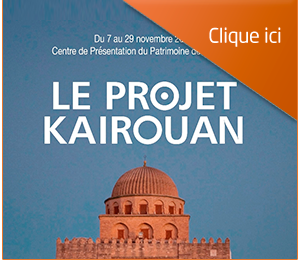 Clique ici
Du 7 au 29 novembre
Centre de Présentation du Patrimoine
LE PROJET
KAIROUAN